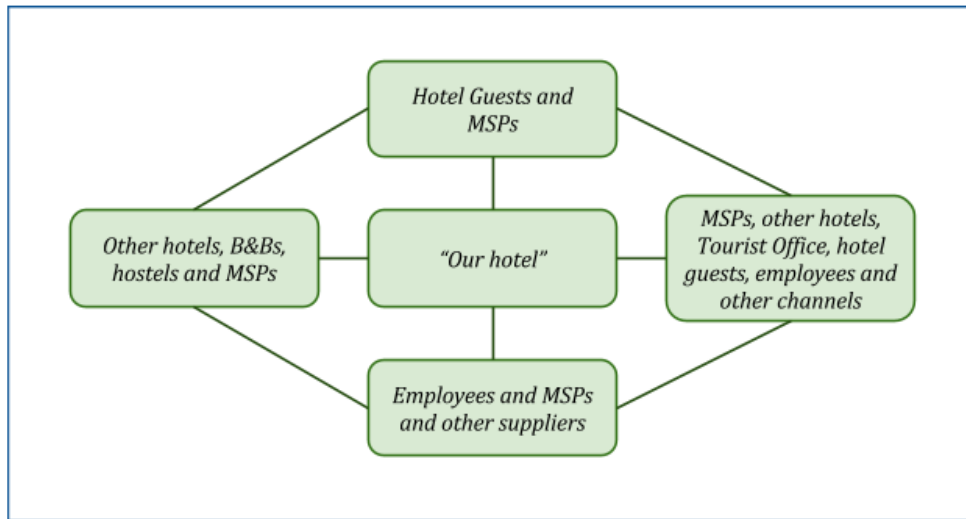 Hotel Guests and
MSPs
Other hotels, B&Bs,
hostels and MSPs
“Our hotel”
MSPs, other hotels,
Tourist Office, hotel
guests, employees and
other channels
Employees and MSPs
and other suppliers